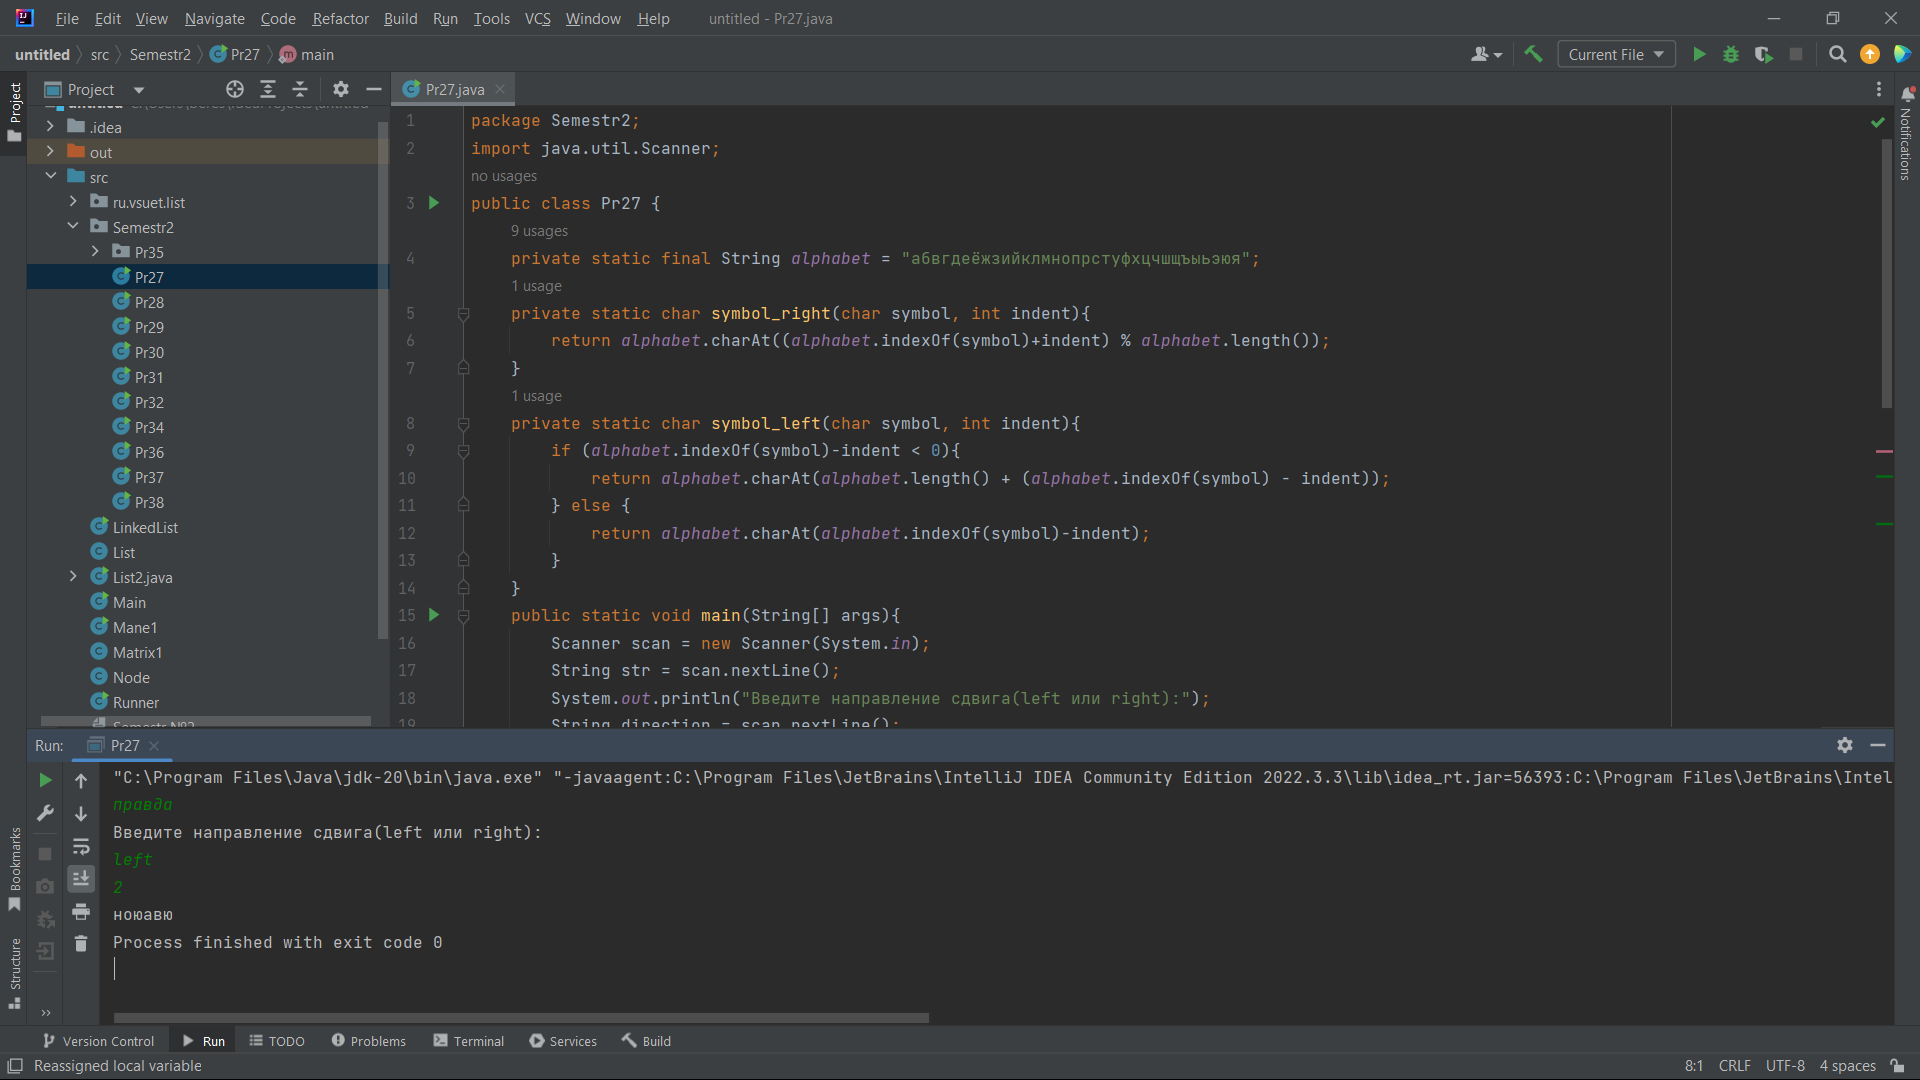 File Edit View Navigate Code Refactor Build Run Tools VCS Window Help untitled - Pr27.java
untitled src Semestr2 Pr27 main Current File
Project Project Pr27.java Notifications
.idea
out
src
ru.vsuet.list
Semestr2
Pr35
Pr27
Pr28
Pr29
Pr30
Pr31
Pr32
Pr34
Pr36
Pr37
Pr38
LinkedList
List
List2.java
Main
Mane1
Matrix1
Node
Runner
1 package Semestr2;
2 import java.util.Scanner;
no usages
3 public class Pr27 {
9 usages
4 private static final String alphabet = "абвгдеёжзийклмнопрстуфхцчшщъыьэюя";
1 usage
5 private static char symbol_right(char symbol, int indent){
6 return alphabet.charAt((alphabet.indexOf(symbol)+indent) % alphabet.length());
7 }
1 usage
8 private static char symbol_left(char symbol, int indent){
9 if (alphabet.indexOf(symbol)-indent < 0){
10 return alphabet.charAt(alphabet.length() + (alphabet.indexOf(symbol) - indent));
11 } else {
12 return alphabet.charAt(alphabet.indexOf(symbol)-indent);
13 }
14 }
15 public static void main(String[] args){
16 Scanner scan = new Scanner(System.in);
17 String str = scan.nextLine();
18 System.out.println("Введите направление сдвига(left или right):");
19 String direction = scan.nextLine();
Run: Pr27
"C:\Program Files\Java\jdk-20\bin\java.exe" "-javaagent:C:\Program Files\JetBrains\IntelliJ IDEA Community Edition 2022.3.3\lib\idea_rt.jar=56393:C:\Program Files\JetBrains\Intel
правда
Введите направление сдвига(left или right):
left
2
ноюавю
Process finished with exit code 0
Bookmarks
Structure
Version Control Run TODO Problems Terminal Services Build
Reassigned local variable 8:1 CRLF UTF-8 4 spaces